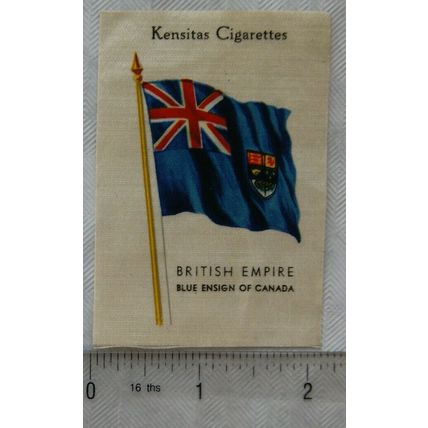 Kensitas Cigarettes
BRITISH EMPIRE
BLUE ENSIGN OF CANADA
0 16 ths 1 2